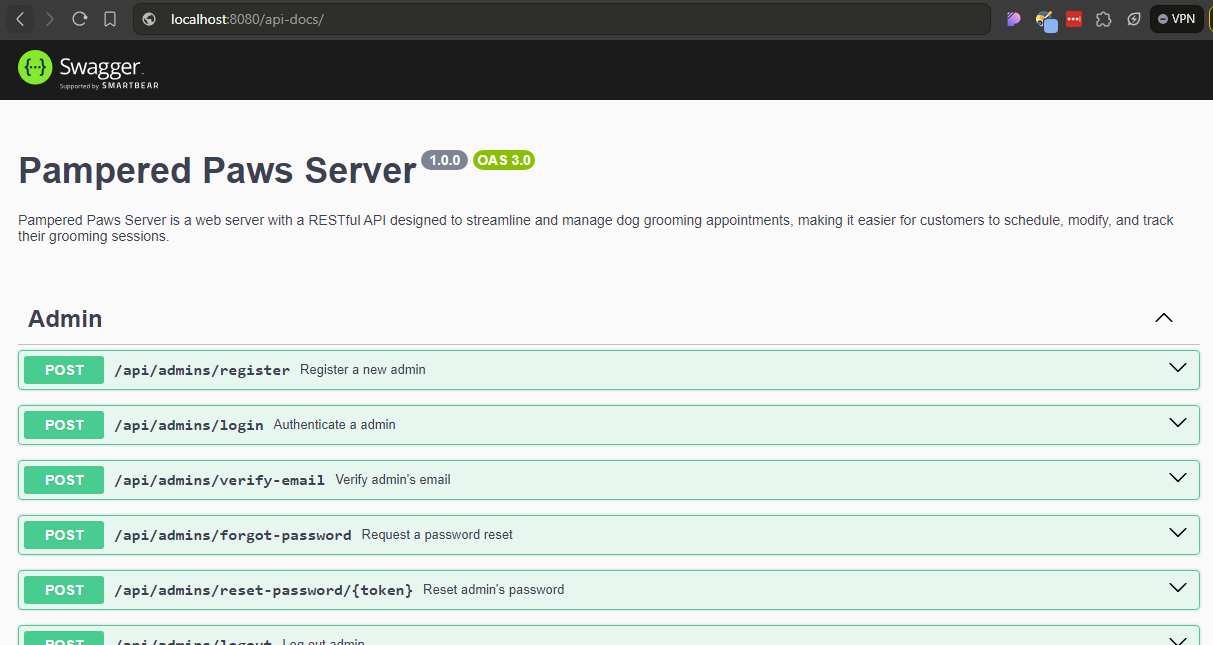 localhost:8080/api-docs/
VPN
Swagger
Supported by SMARTBEAR
Pampered Paws Server 1.0.0 OAS 3.0
Pampered Paws Server is a web server with a RESTful API designed to streamline and manage dog grooming appointments, making it easier for customers to schedule, modify, and track
their grooming sessions.
Admin
POST /api/admins/register Register a new admin
POST /api/admins/login Authenticate a admin
POST /api/admins/verify-email Verify admin's email
POST /api/admins/forgot-password Request a password reset
POST /api/admins/reset-password/{token} Reset admin's password
POST /api/admins/logout Log out admin